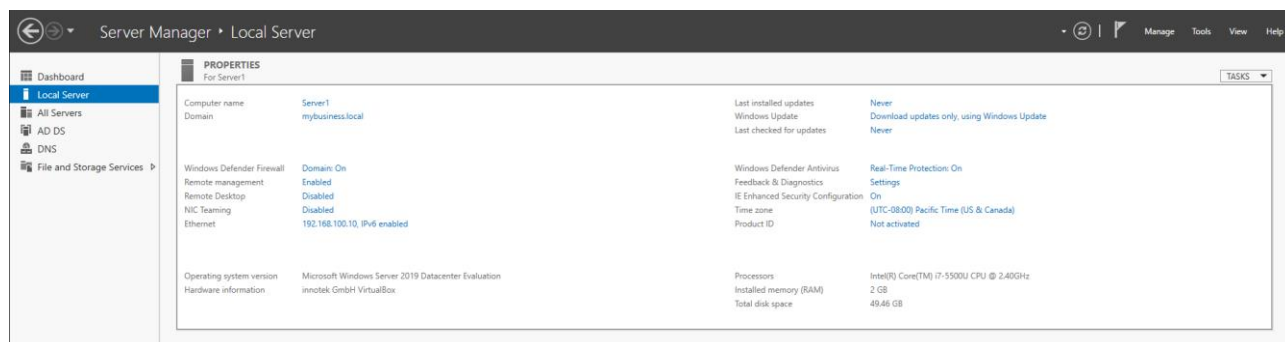 Server Manager ‣ Local Server
Manage Tools View Help
Dashboard
Local Server
All Servers
AD DS
DNS
File and Storage Services
PROPERTIES
For Server1
TASKS
Computer name Server1
Domain mybusiness.local
Last installed updates Never
Windows Update Download updates only, using Windows Update
Last checked for updates Never
Windows Defender Firewall Domain: On
Remote management Enabled
Remote Desktop Disabled
NIC Teaming Disabled
Ethernet 192.168.100.10, IPv6 enabled
Windows Defender Antivirus Real-Time Protection: On
Feedback & Diagnostics Settings
IE Enhanced Security Configuration On
Time zone (UTC-08:00) Pacific Time (US & Canada)
Product ID Not activated
Operating system version Microsoft Windows Server 2019 Datacenter Evaluation
Hardware information innotek GmbH VirtualBox
Processors Intel(R) Core(TM) i7-5500U CPU @ 2.40GHz
Installed memory (RAM) 2 GB
Total disk space 49.46 GB